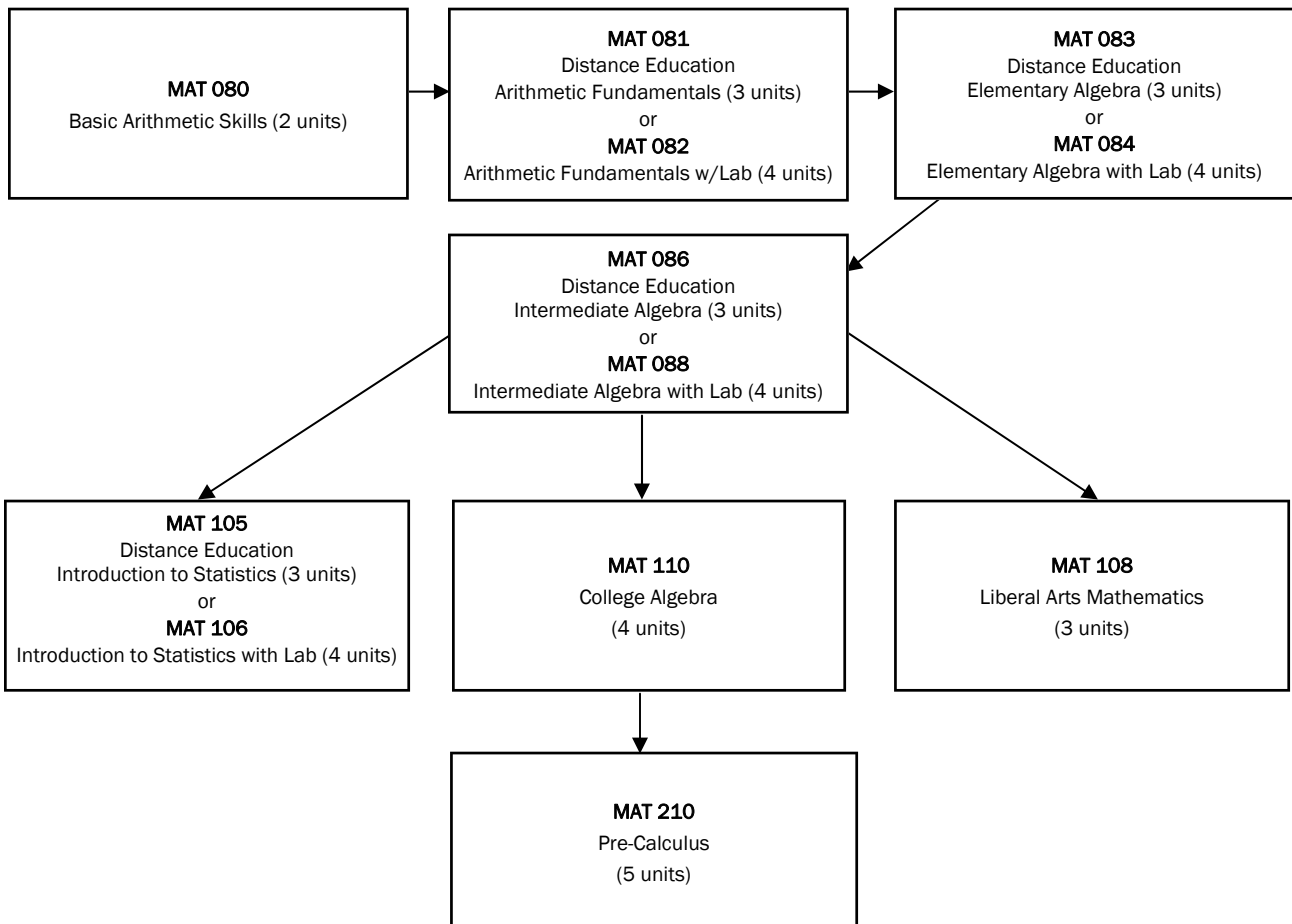 MAT 080
Basic Arithmetic Skills (2 units)
MAT 081
Distance Education
Arithmetic Fundamentals (3 units)
or
MAT 082
Arithmetic Fundamentals w/Lab (4 units)
MAT 083
Distance Education
Elementary Algebra (3 units)
or
MAT 084
Elementary Algebra with Lab (4 units)
MAT 086
Distance Education
Intermediate Algebra (3 units)
or
MAT 088
Intermediate Algebra with Lab (4 units)
MAT 105
Distance Education
Introduction to Statistics (3 units)
or
MAT 106
Introduction to Statistics with Lab (4 units)
MAT 110
College Algebra
(4 units)
MAT 108
Liberal Arts Mathematics
(3 units)
MAT 210
Pre-Calculus
(5 units)